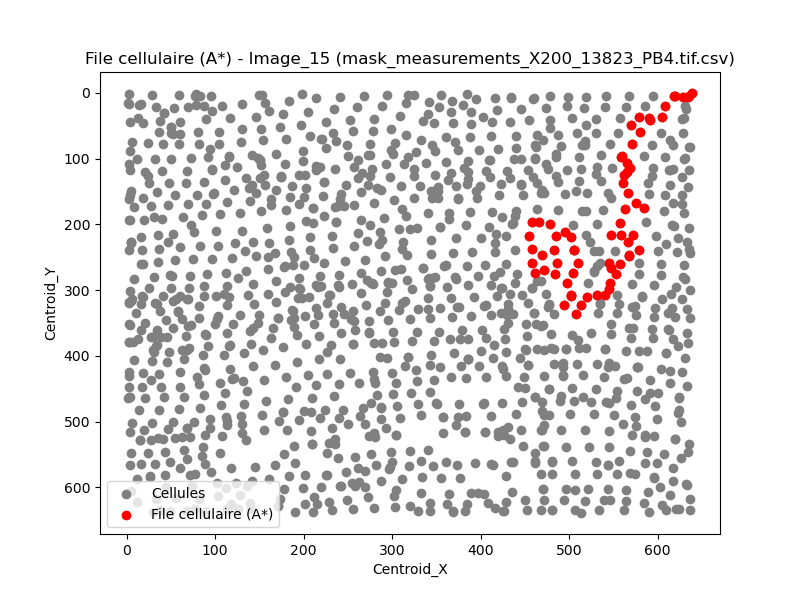 File cellulaire (A*) - Image_15 (mask_measurements_X200_13823_PB4.tif.csv)
0
100
200
300
400
500
600
Centroid_Y
Cellules
File cellulaire (A*)
0 100 200 300 400 500 600
Centroid_X